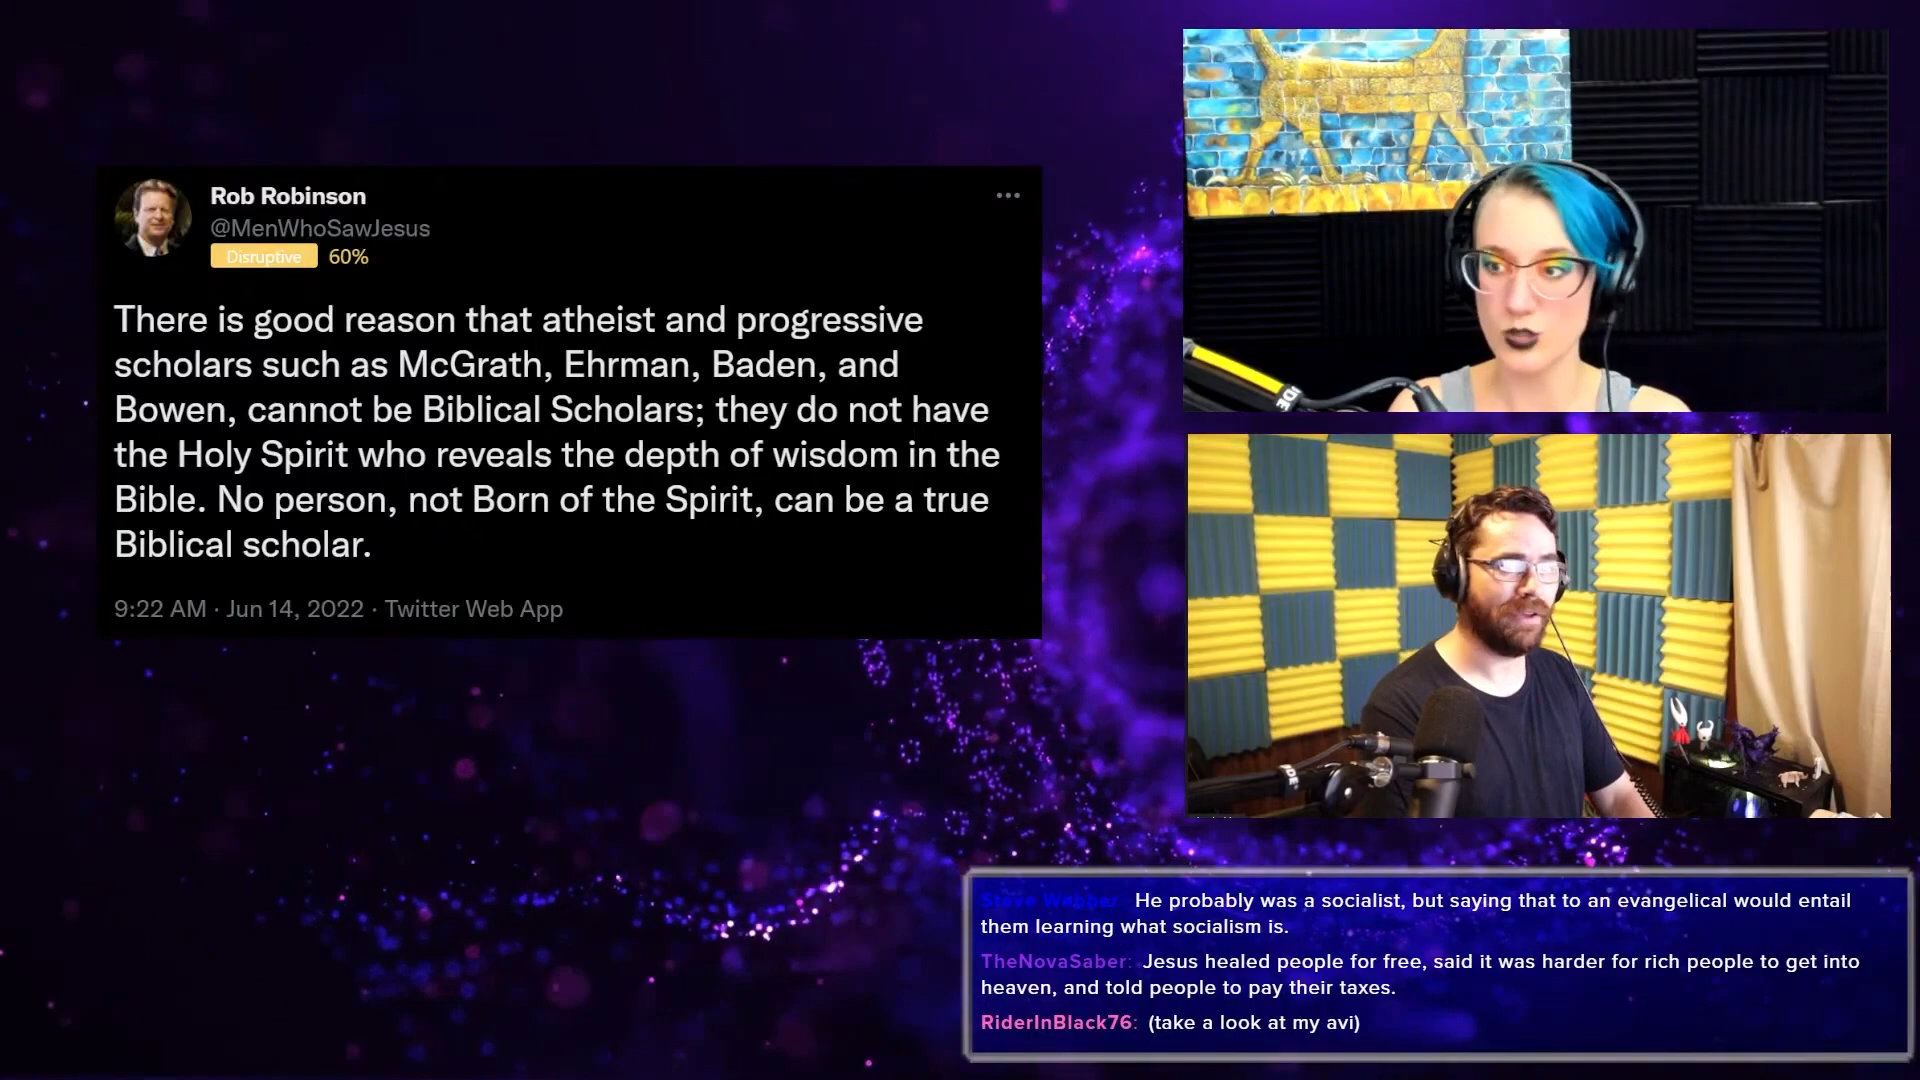 Rob Robinson
@MenWhoSawJesus
Disruptive 60%
There is good reason that atheist and progressive
scholars such as McGrath, Ehrman, Baden, and
Bowen, cannot be Biblical Scholars; they do not have
the Holy Spirit who reveals the depth of wisdom in the
Bible. No person, not Born of the Spirit, can be a true
Biblical scholar.
9:22 AM · Jun 14, 2022 · Twitter Web App
Steve Webber: He probably was a socialist, but saying that to an evangelical would entail
them learning what socialism is.
TheNovaSaber: Jesus healed people for free, said it was harder for rich people to get into
heaven, and told people to pay their taxes.
RiderInBlack76: (take a look at my avi)